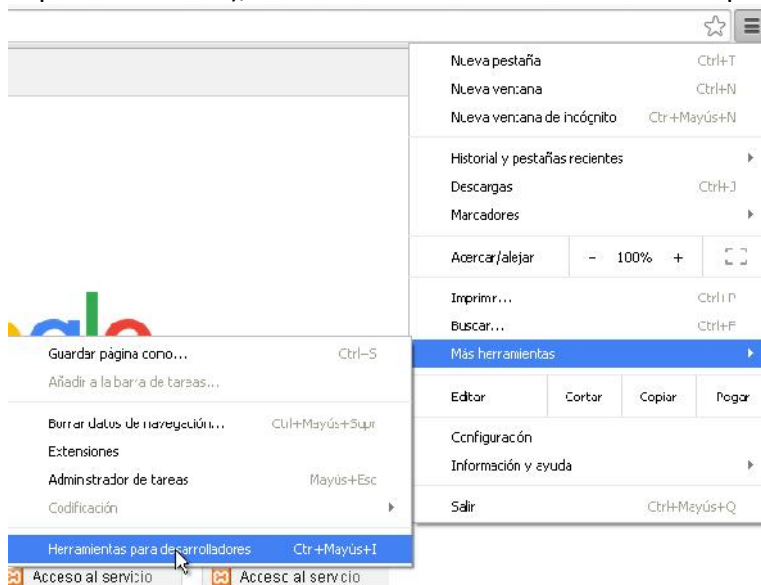 Nueva pestaña Ctrl+T
Nueva ventana Ctrl+N
Nueva ventana de incógnito Ctr+Mayús+N
Historial y pestañas recientes
Descargas Ctrl+J
Marcadores
Acercar/alejar - 100% +
Imprimir... Ctrl+P
Buscar... Ctrl+F
Más herramientas
Editar Cortar Copiar Pegar
Configuración
Información y ayuda
Salir Ctrl+Mayús+Q
Guardar página como... Ctrl-S
Añadir a la barra de tareas...
Borrar datos de navegación... Ctrl+Mayús+Supr
Extensiones
Administrador de tareas Mayús+Esc
Codificación
Herramientas para desarrolladores Ctr+Mayús+I
Acceso al servicio Acceso al servicio